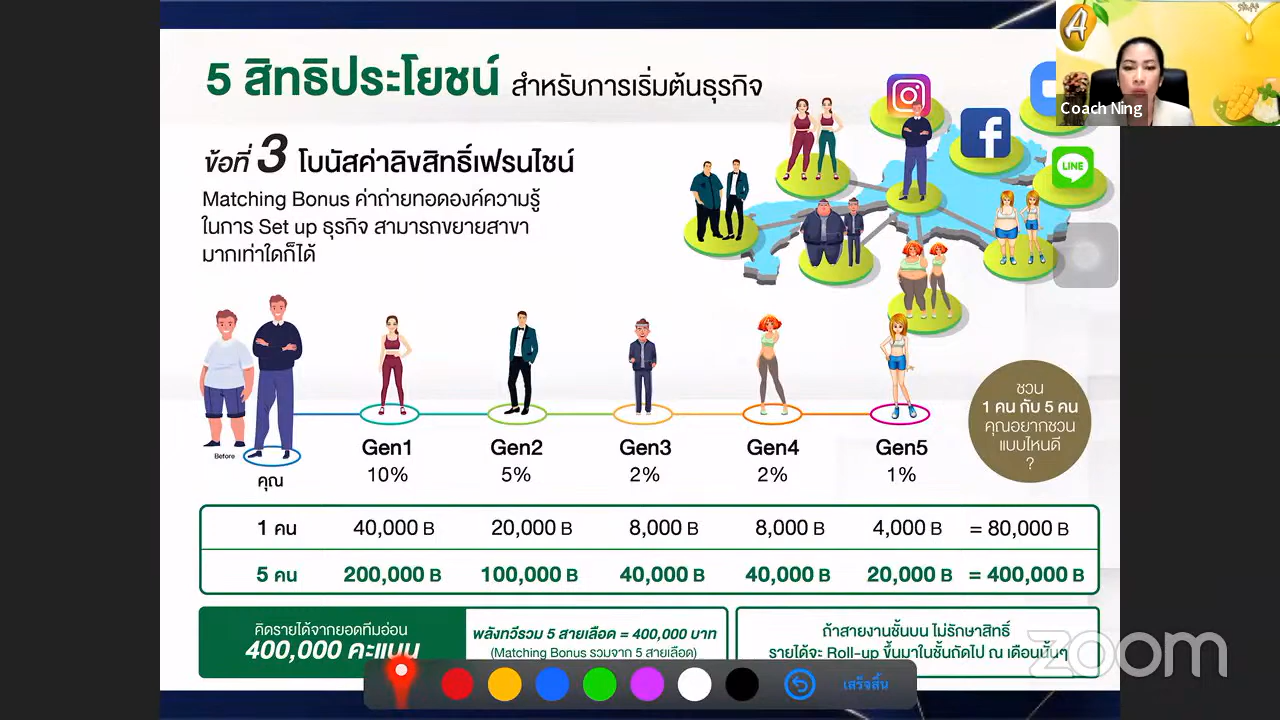 5 สิทธิประโยชน์ สำหรับการเริ่มต้นธุรกิจ
Coach Ning
LINE
ข้อที่ 3 โบนัสค่าลิขสิทธิ์เฟรนไชน์
Matching Bonus ค่าถ่ายทอดองค์ความรู้
ในการ Set up ธุรกิจ สามารถขยายสาขา
มากเท่าใดก็ได้
Before
คุณ
Gen1 Gen2 Gen3 Gen4 Gen5
10% 5% 2% 2% 1%
ชวน
1 คน กับ 5 คน
คุณอยากชวน
แบบไหนดี
?
1 คน 40,000 B 20,000 B 8,000 B 8,000 B 4,000 B = 80,000 B
5 คน 200,000 B 100,000 B 40,000 B 40,000 B 20,000 B = 400,000 B
คิดรายได้จากยอดทีมอ่อน
400,000 คะแนน
พลังทวีรวม 5 สายเลือด = 400,000 บาท
(Matching Bonus รวมจาก 5 สายเลือด)
ถ้าสายงานชั้นบน ไม่รักษาสิทธิ์
รายได้จะ Roll-up ขึ้นมาในชั้นถัดไป ณ เดือนนั้นๆ
zoom
เสร็จสิ้น